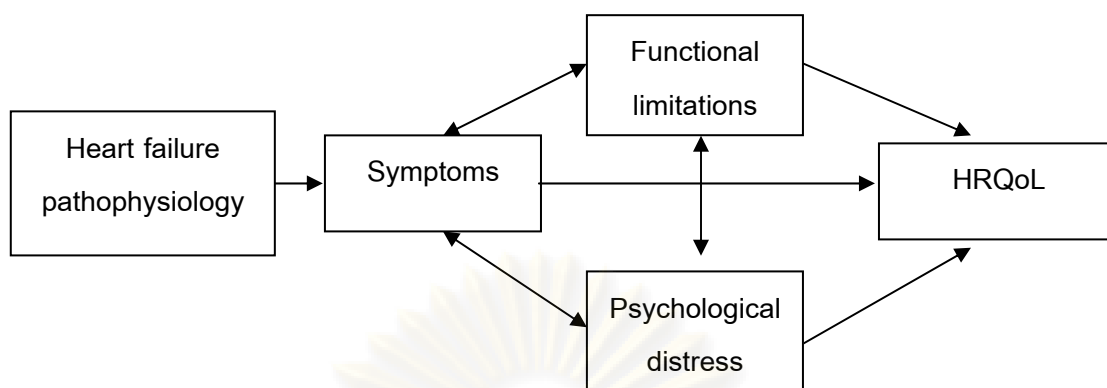 Heart failure
pathophysiology
Symptoms
Functional
limitations
Psychological
distress
HRQoL